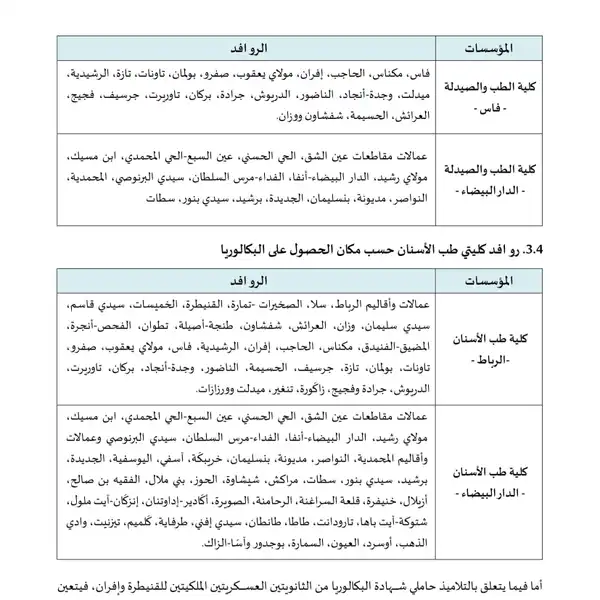 المؤسسات
الروافد
كلية الطب والصيدلة
- فاس -
فاس، مكناس، الحاجب، إفران، مولاي يعقوب، صفرو، بولمان، تاونات، تازة، الرشيدية،
ميدلت، وجدة-أنجاد، الناضور، الدريوش، جرادة، بركان، تاوريرت، جرسيف، فجيج،
العرائش، الحسيمة، شفشاون ووزان.
كلية الطب والصيدلة
- الدار البيضاء -
عمالات مقاطعات عين الشق، الحي الحسني، عين السبع-الحي المحمدي، ابن مسيك،
مولاي رشيد، الدار البيضاء-أنفا، الفداء-مرس السلطان، سيدي البرنوصي، المحمدية،
النواصر، مديونة، بنسليمان، الجديدة، برشيد، سيدي بنور، سطات
3.4. روافد كليتي طب الأسنان حسب مكان الحصول على البكالوريا
المؤسسات
الروافد
كلية طب الأسنان
-الرباط -
عمالات وأقاليم الرباط، سلا، الصخيرات -تمارة، القنيطرة، الخميسات، سيدي قاسم،
سيدي سليمان، وزان، العرائش، شفشاون، طنجة-أصيلة، تطوان، الفحص-أنجرة،
المضيق-الفنيدق، مكناس، الحاجب، إفران، الرشيدية، فاس، مولاي يعقوب، صفرو،
تاونات، بولمان، تازة، جرسيف، الحسيمة، الناضور، وجدة-أنجاد، بركان، تاوريرت،
الدريوش، جرادة وفجيج، زاكورة، تنغير، ميدلت وورزازات.
كلية طب الأسنان
- الدار البيضاء -
عمالات مقاطعات عين الشق، الحي الحسني، عين السبع-الحي المحمدي، ابن مسيك،
مولاي رشيد، الدار البيضاء-أنفا، الفداء-مرس السلطان، سيدي البرنوصي وعمالات
وأقاليم المحمدية، النواصر، مديونة، بنسليمان، خريبكة، آسفي، اليوسفية، الجديدة،
برشيد، سيدي بنور، سطات، مراكش، شيشاوة، الحوز، بني ملال، الفقيه بن صالح،
أزيلال، خنيفرة، قلعة السراغنة، الرحامنة، الصويرة، أكادير-إداوتنان، إنزكان-آيت ملول،
شتوكة-آيت باها، تارودانت، طاطا، طانطان، سيدي إفني، طرفاية، كلميم، تيزنيت، وادي
الذهب، أوسرد، العيون، السمارة، بوجدور وآسا-الزاك.
أما فيما يتعلق بالتلاميذ حاملي شهادة البكالوريا من الثانويتين العسكريتين الملكيتين للقنيطرة وإفران، فيتعين